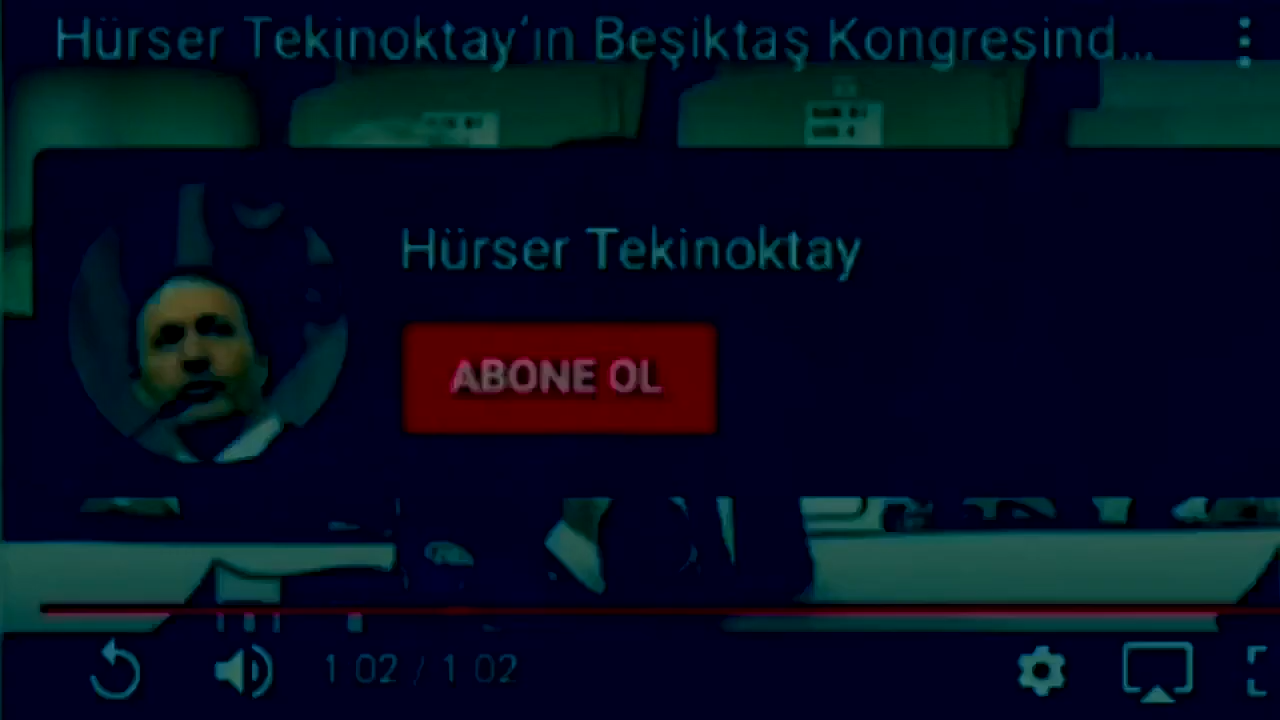 Hürser Tekinoktay'ın Beşiktaş Kongresind...
Hürser Tekinoktay
ABONE OL
1 02 / 1 02